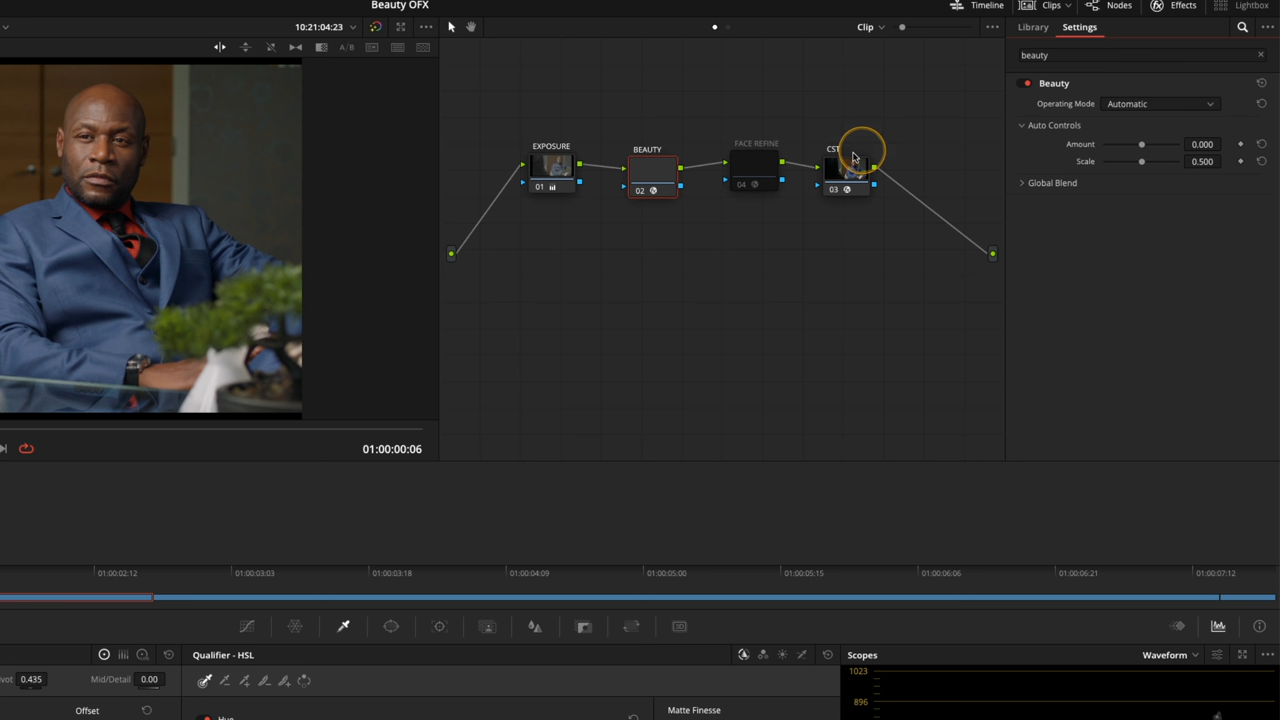 Beauty OFX
Timeline
Clips
Nodes
Effects
Lightbox
10:21:04:23
Clip
Library
Settings
A/B
beauty
Beauty
Operating Mode
Automatic
Auto Controls
Amount
0.000
Scale
0.500
Global Blend
EXPOSURE
01
BEAUTY
02
FACE REFINE
04
CST
03
01:00:00:06
01:00:02:12
01:00:03:03
01:00:03:18
01:00:04:09
01:00:05:00
01:00:05:15
01:00:06:06
01:00:06:21
01:00:07:12
Qualifier - HSL
Scopes
Waveform
0.435
Mid/Detail
0.00
Offset
Hue
Matte Finesse
1023
896
3D